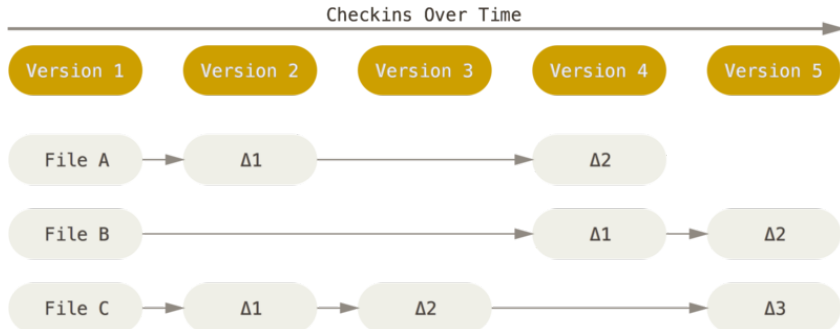 Checkins Over Time
Version 1 Version 2 Version 3 Version 4 Version 5
File A Δ1 Δ2
File B Δ1 Δ2
File C Δ1 Δ2 Δ3